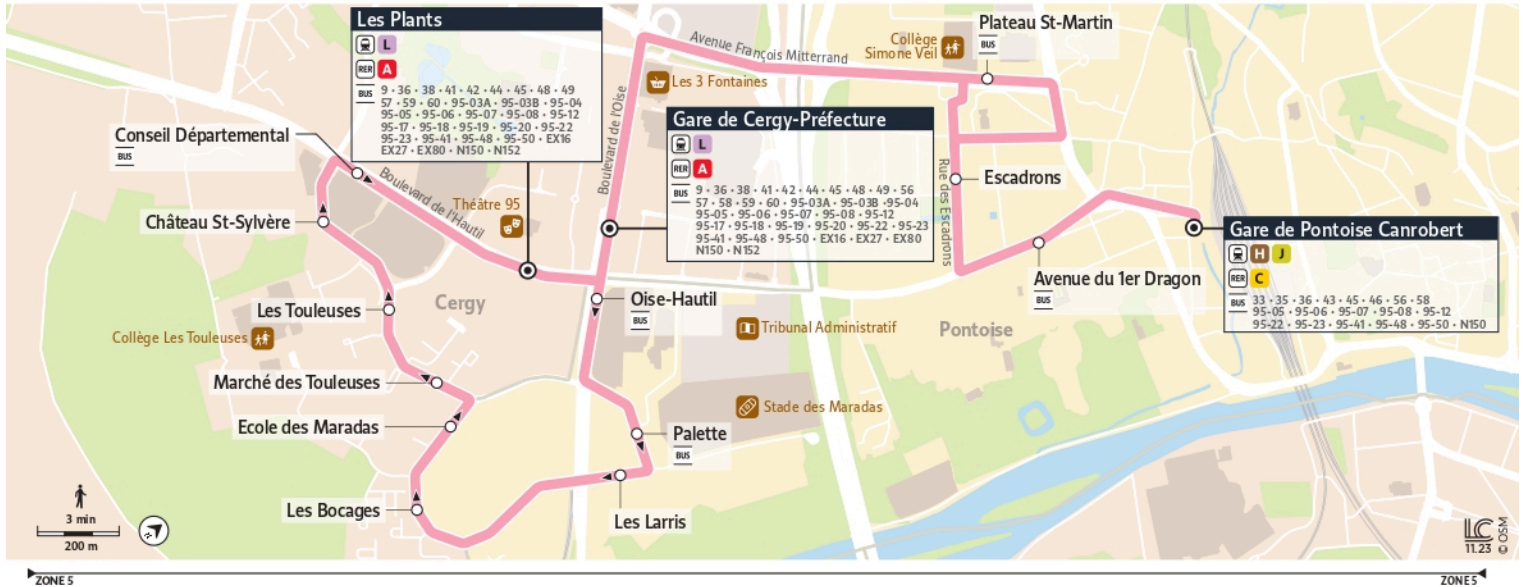 Les Plants
L
RER A
BUS
9 • 36 • 38 • 41 • 42 • 44 • 45 • 48 • 49
57 • 59 • 60 • 95-03A • 95-03B • 95-04
95-05 • 95-06 • 95-07 • 95-08 • 95-12
95-17 • 95-18 • 95-19 • 95-20 • 95-22
95-23 • 95-41 • 95-48 • 95-50 • EX16
EX27 • EX80 • N150 • N152
Avenue François Mitterrand
Collège
Simone Veil
Plateau St-Martin
BUS
Les 3 Fontaines
Boulevard de l'Oise
Gare de Cergy-Préfecture
L
RER A
BUS
9 • 36 • 38 • 41 • 42 • 44 • 45 • 48 • 49 • 56
57 • 58 • 59 • 60 • 95-03A • 95-03B • 95-04
95-05 • 95-06 • 95-07 • 95-08 • 95-12
95-17 • 95-18 • 95-19 • 95-20 • 95-22 • 95-23
95-41 • 95-48 • 95-50 • EX16 • EX27 • EX80
N150 • N152
Conseil Départemental
BUS
Boulevard de l'Hautil
Théâtre 95
Château St-Sylvère
Rue des Escadrons
Escadrons
Gare de Pontoise Canrobert
H J
RER C
BUS
33 • 35 • 36 • 43 • 45 • 46 • 56 • 58
95-05 • 95-06 • 95-07 • 95-08 • 95-12
95-22 • 95-23 • 95-41 • 95-48 • 95-50 • N150
Avenue du 1er Dragon
BUS
Les Touleuses
Cergy
Oise-Hautil
BUS
Tribunal Administratif
Pontoise
Collège Les Touleuses
Marché des Touleuses
Stade des Maradas
Ecole des Maradas
Palette
BUS
Les Bocages
Les Larris
3 min
200 m
LC
11.23
© OSM
ZONE 5
ZONE 5